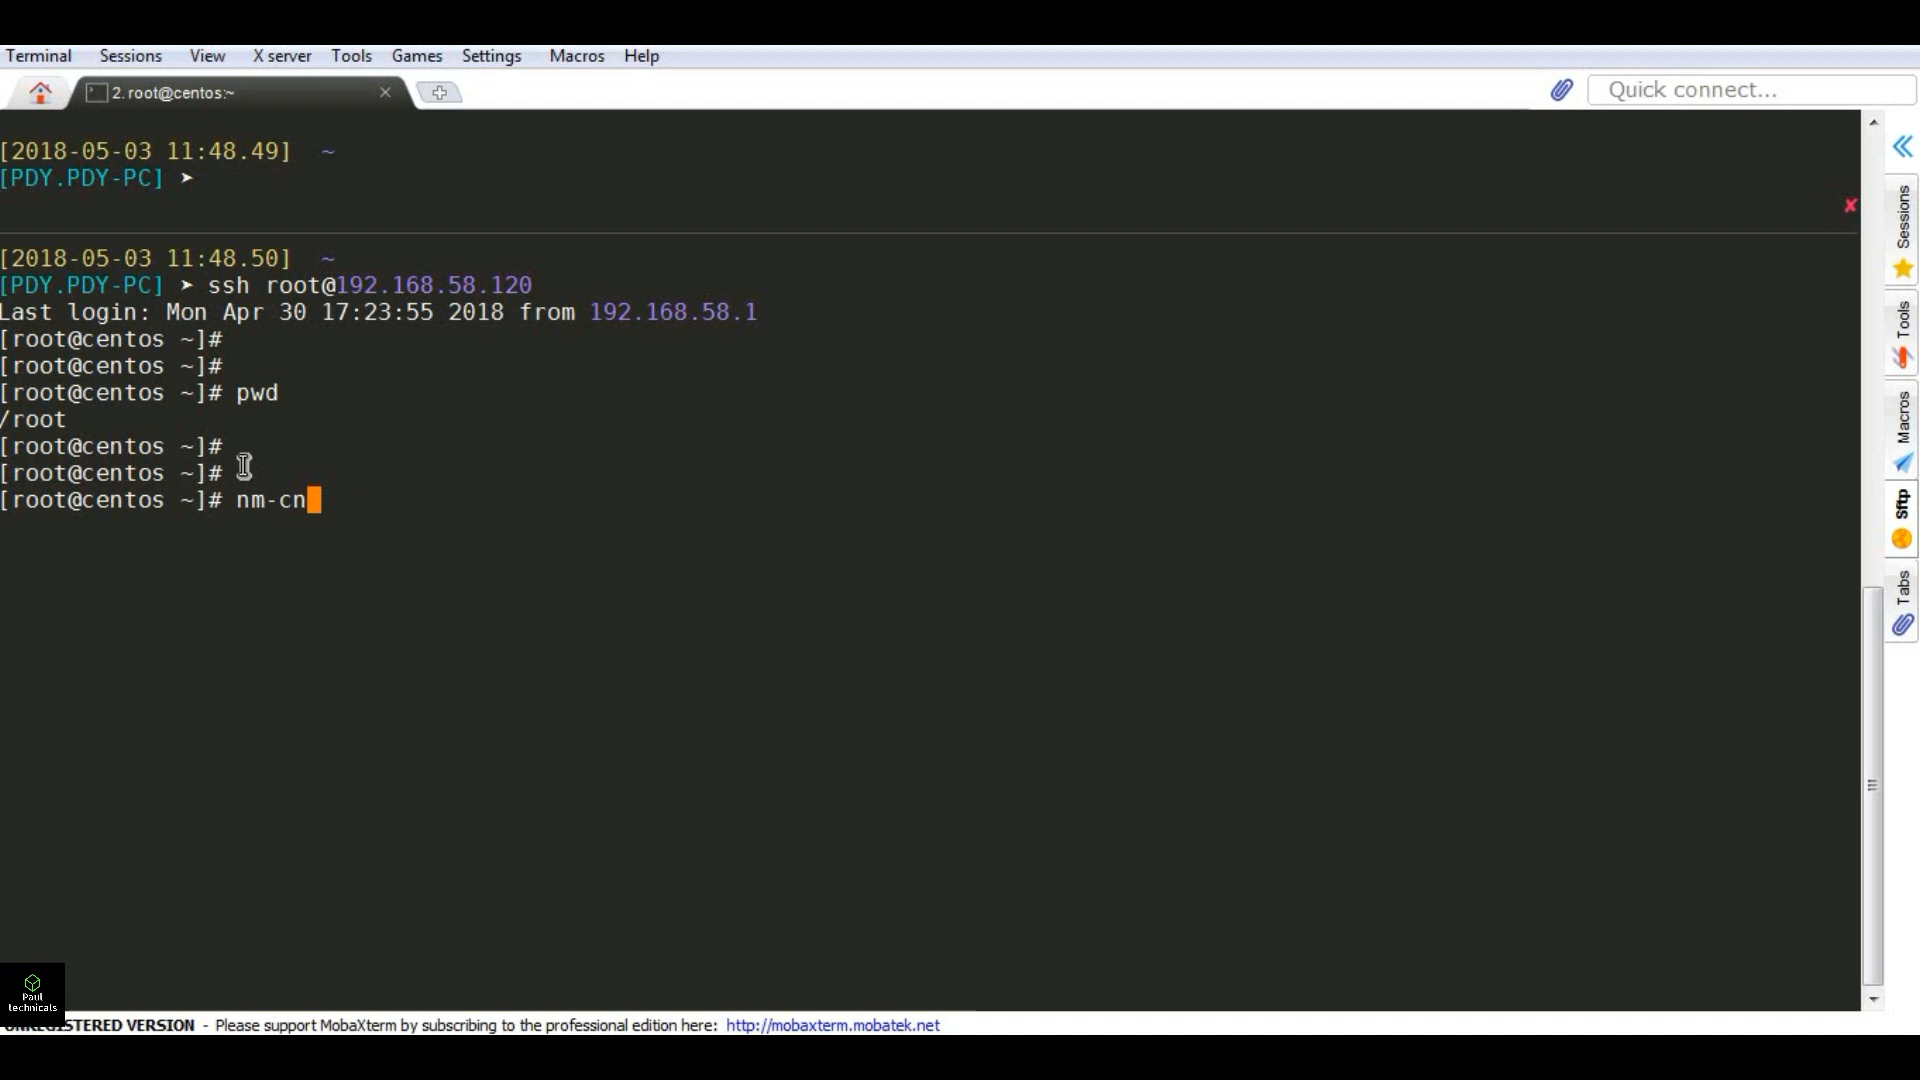 Terminal Sessions View X server Tools Games Settings Macros Help
2. root@centos:~
Quick connect...
[2018-05-03 11:48.49] ~
[PDY.PDY-PC] ➤
[2018-05-03 11:48.50] ~
[PDY.PDY-PC] ➤ ssh root@192.168.58.120
Last login: Mon Apr 30 17:23:55 2018 from 192.168.58.1
[root@centos ~]#
[root@centos ~]#
[root@centos ~]# pwd
/root
[root@centos ~]#
[root@centos ~]#
[root@centos ~]# nm-cn
Sessions
Tools
Macros
Sftp
Tabs
Paul
technicals
UNREGISTERED VERSION - Please support MobaXterm by subscribing to the professional edition here: http://mobaxterm.mobatek.net